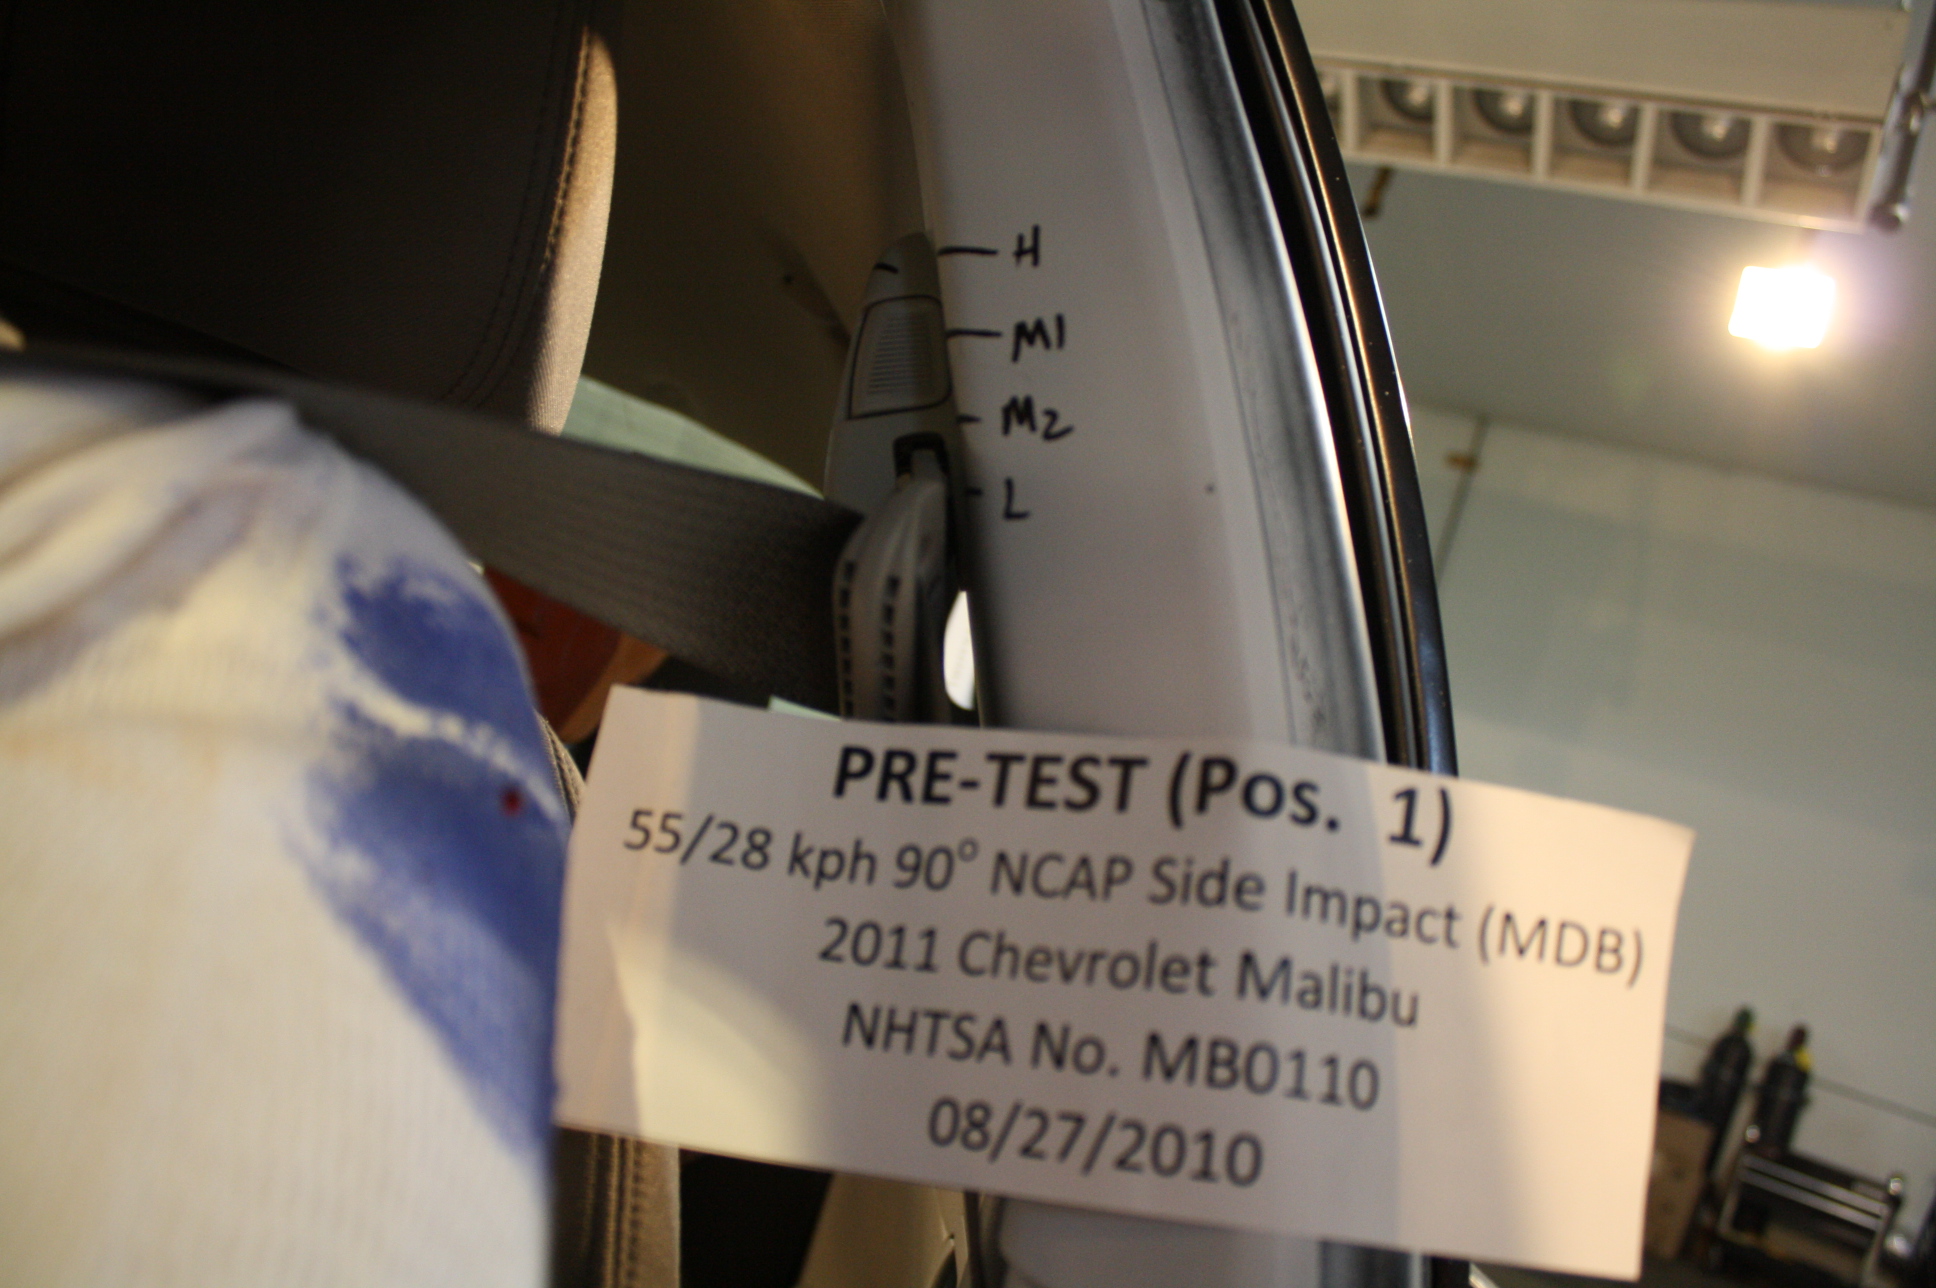 H
M1
M2
L
PRE-TEST (POS. 1)
55/28 kph 90° NCAP Side Impact (MDB)
2011 Chevrolet Malibu
NHTSA No. MB0110
08/27/2010